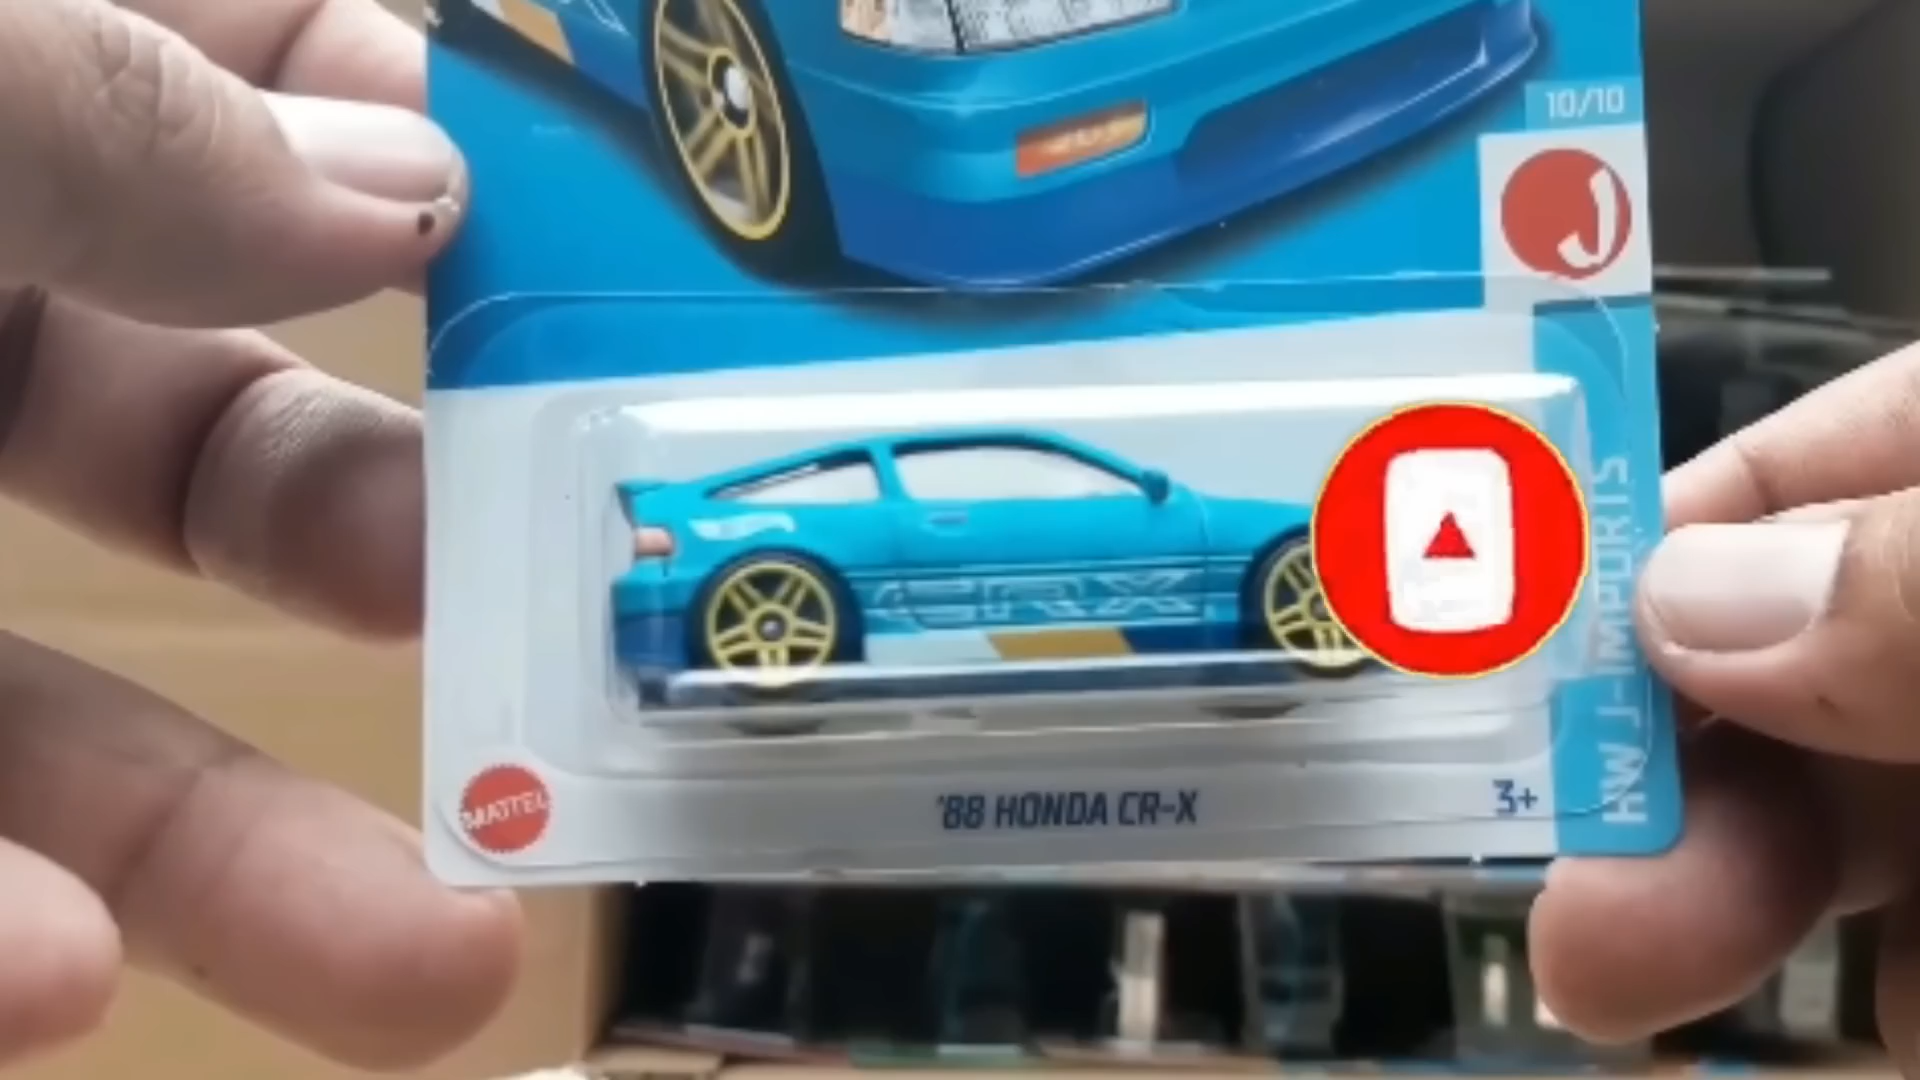 10/10
J
HW J-IMPORTS
CRX
MATTEL
'88 HONDA CR-X
3+